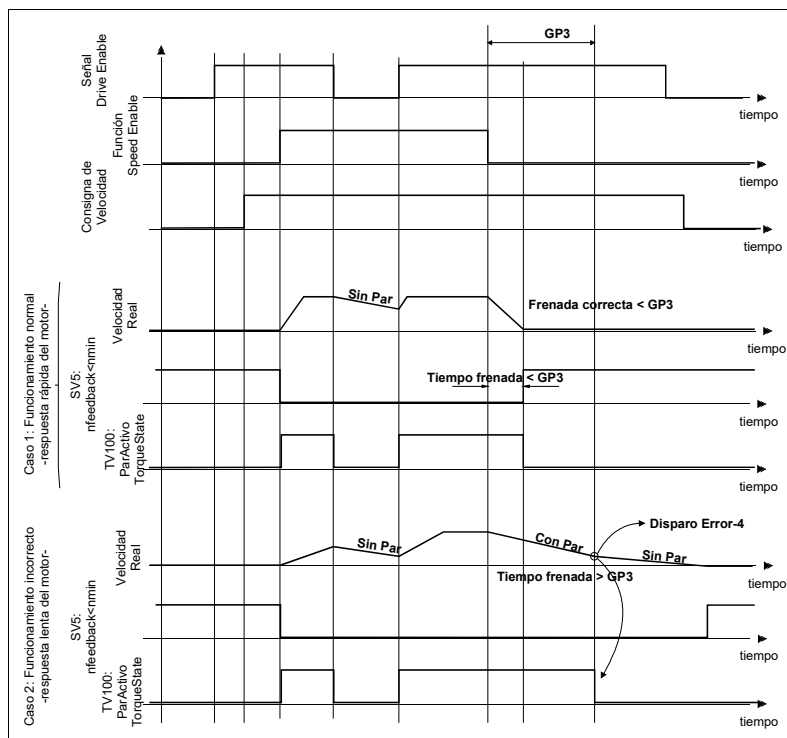 GP3
Señal
Drive Enable
tiempo
Función
Speed Enable
tiempo
Consigna de
Velocidad
tiempo
Caso 1: Funcionamiento normal
-respuesta rápida del motor-
Velocidad
Real
Sin Par
Frenada correcta < GP3
tiempo
SV5:
nfeedback<nmin
Tiempo frenada < GP3
tiempo
TV100:
ParActivo
TorqueState
tiempo
Caso 2: Funcionamiento incorrecto
-respuesta lenta del motor-
Velocidad
Real
Sin Par
Con Par
Disparo Error-4
Sin Par
Tiempo frenada > GP3
tiempo
SV5:
nfeedback<nmin
tiempo
TV100:
ParActivo
TorqueState
tiempo